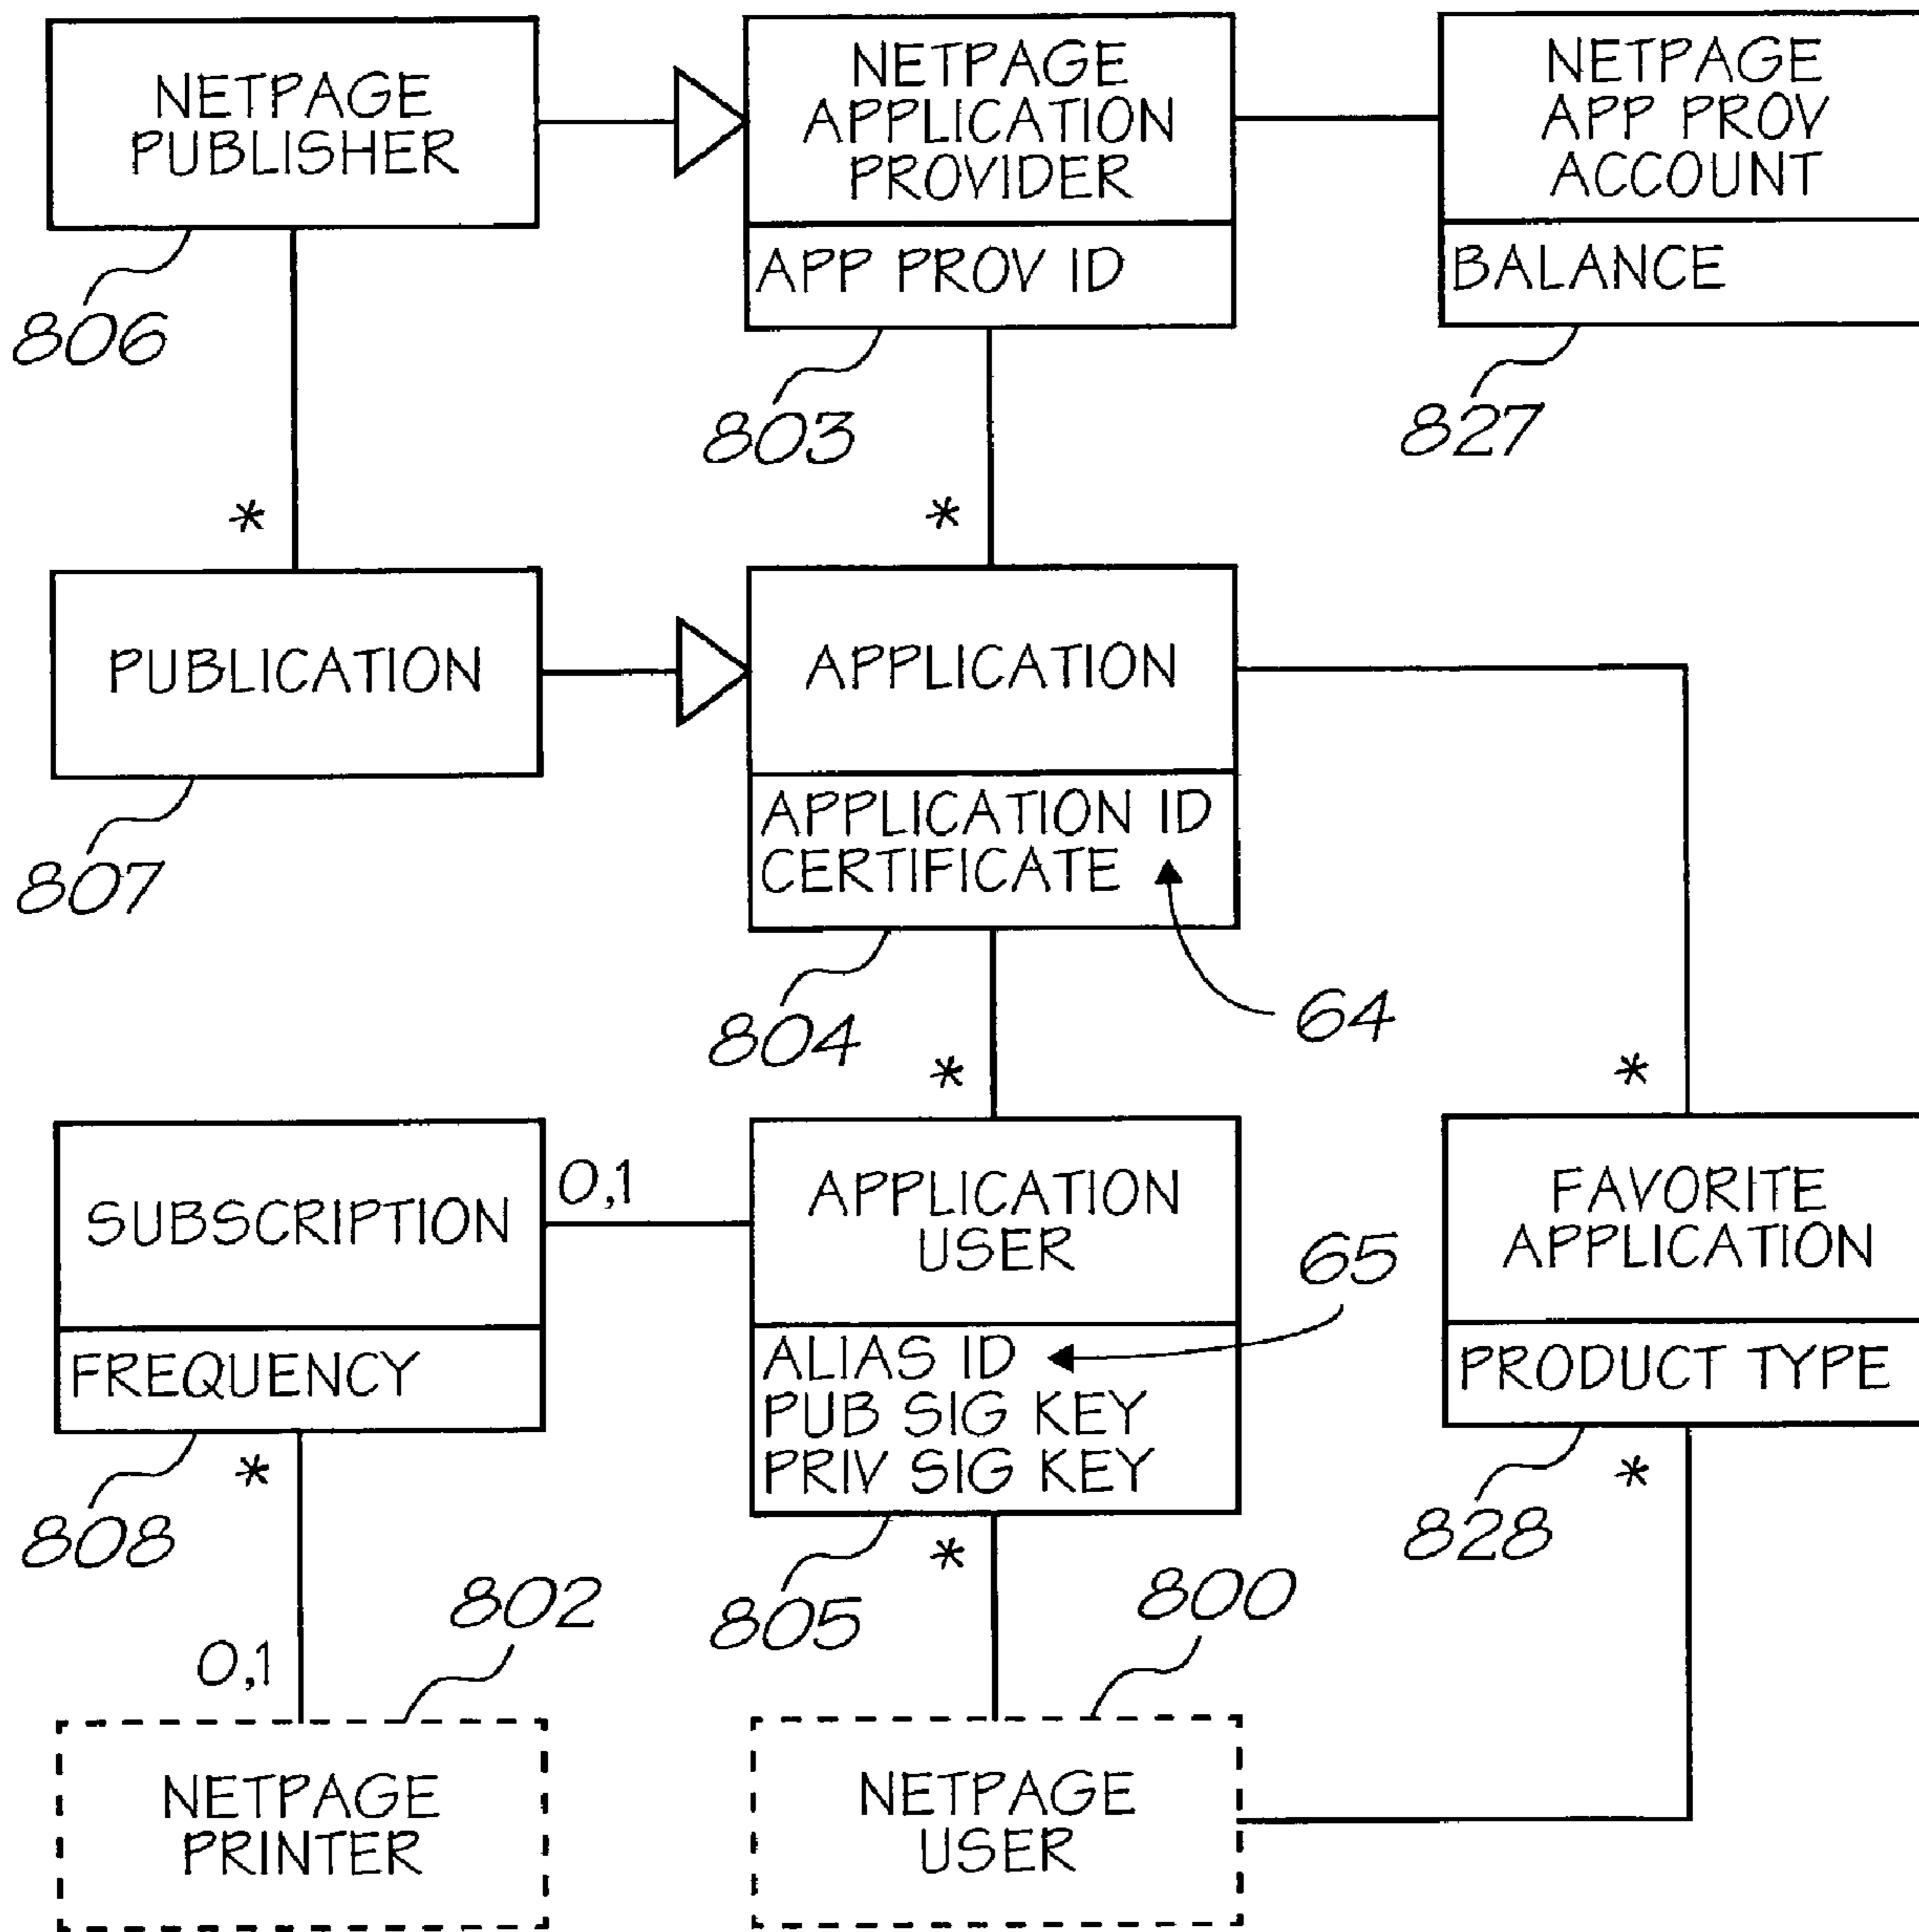 NETPAGE
PUBLISHER
NETPAGE
APPLICATION
PROVIDER
APP PROV ID
NETPAGE
APP PROV
ACCOUNT
BALANCE
806
803
827
*
*
PUBLICATION
APPLICATION
APPLICATION ID
CERTIFICATE
807
804
64
*
*
SUBSCRIPTION
FREQUENCY
0,1
APPLICATION
USER
ALIAS ID
PUB SIG KEY
PRIV SIG KEY
65
FAVORITE
APPLICATION
PRODUCT TYPE
808
*
805
*
828
*
802
800
0,1
NETPAGE
PRINTER
NETPAGE
USER